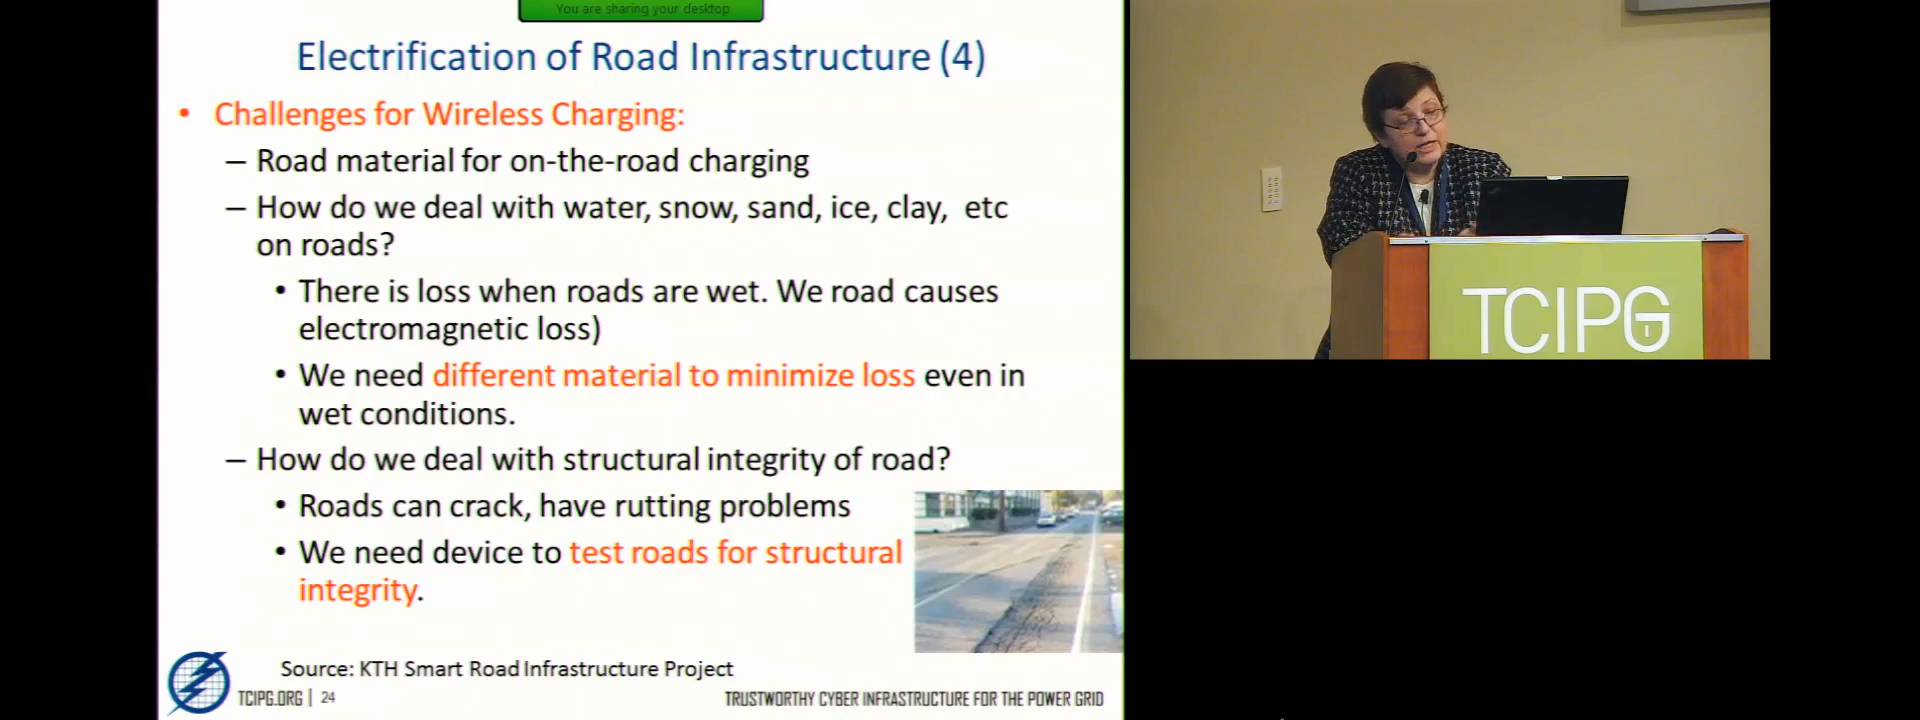 You are sharing your desktop
Electrification of Road Infrastructure (4)
• Challenges for Wireless Charging:
– Road material for on-the-road charging
– How do we deal with water, snow, sand, ice, clay, etc
on roads?
• There is loss when roads are wet. We road causes
electromagnetic loss)
• We need different material to minimize loss even in
wet conditions.
– How do we deal with structural integrity of road?
• Roads can crack, have rutting problems
• We need device to test roads for structural
integrity.
Source: KTH Smart Road Infrastructure Project
TCIPG.ORG | 24
TRUSTWORTHY CYBER INFRASTRUCTURE FOR THE POWER GRID
TCIPG